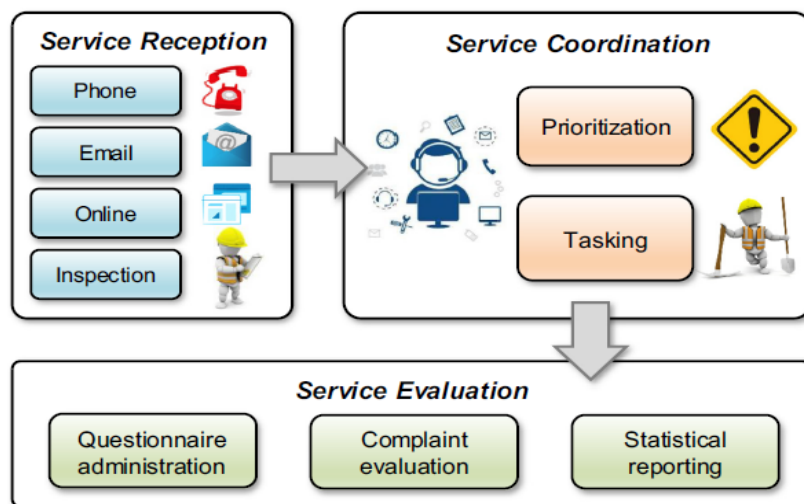 Service Reception
Phone
Email
Online
Inspection
Service Coordination
Prioritization
Tasking
Service Evaluation
Questionnaire
administration
Complaint
evaluation
Statistical
reporting